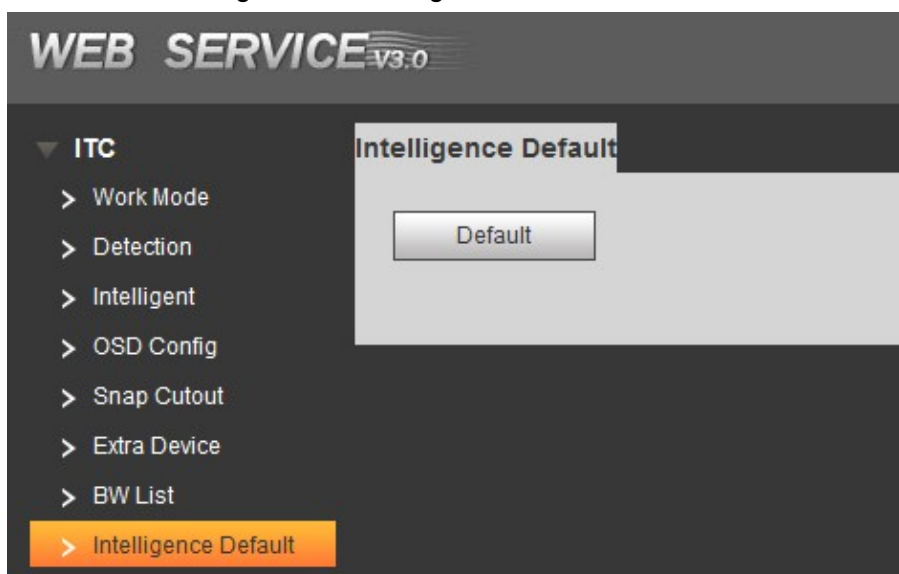 WEB SERVICE V3.0
ITC
Work Mode
Detection
Intelligent
OSD Config
Snap Cutout
Extra Device
BW List
Intelligence Default
Intelligence Default
Default